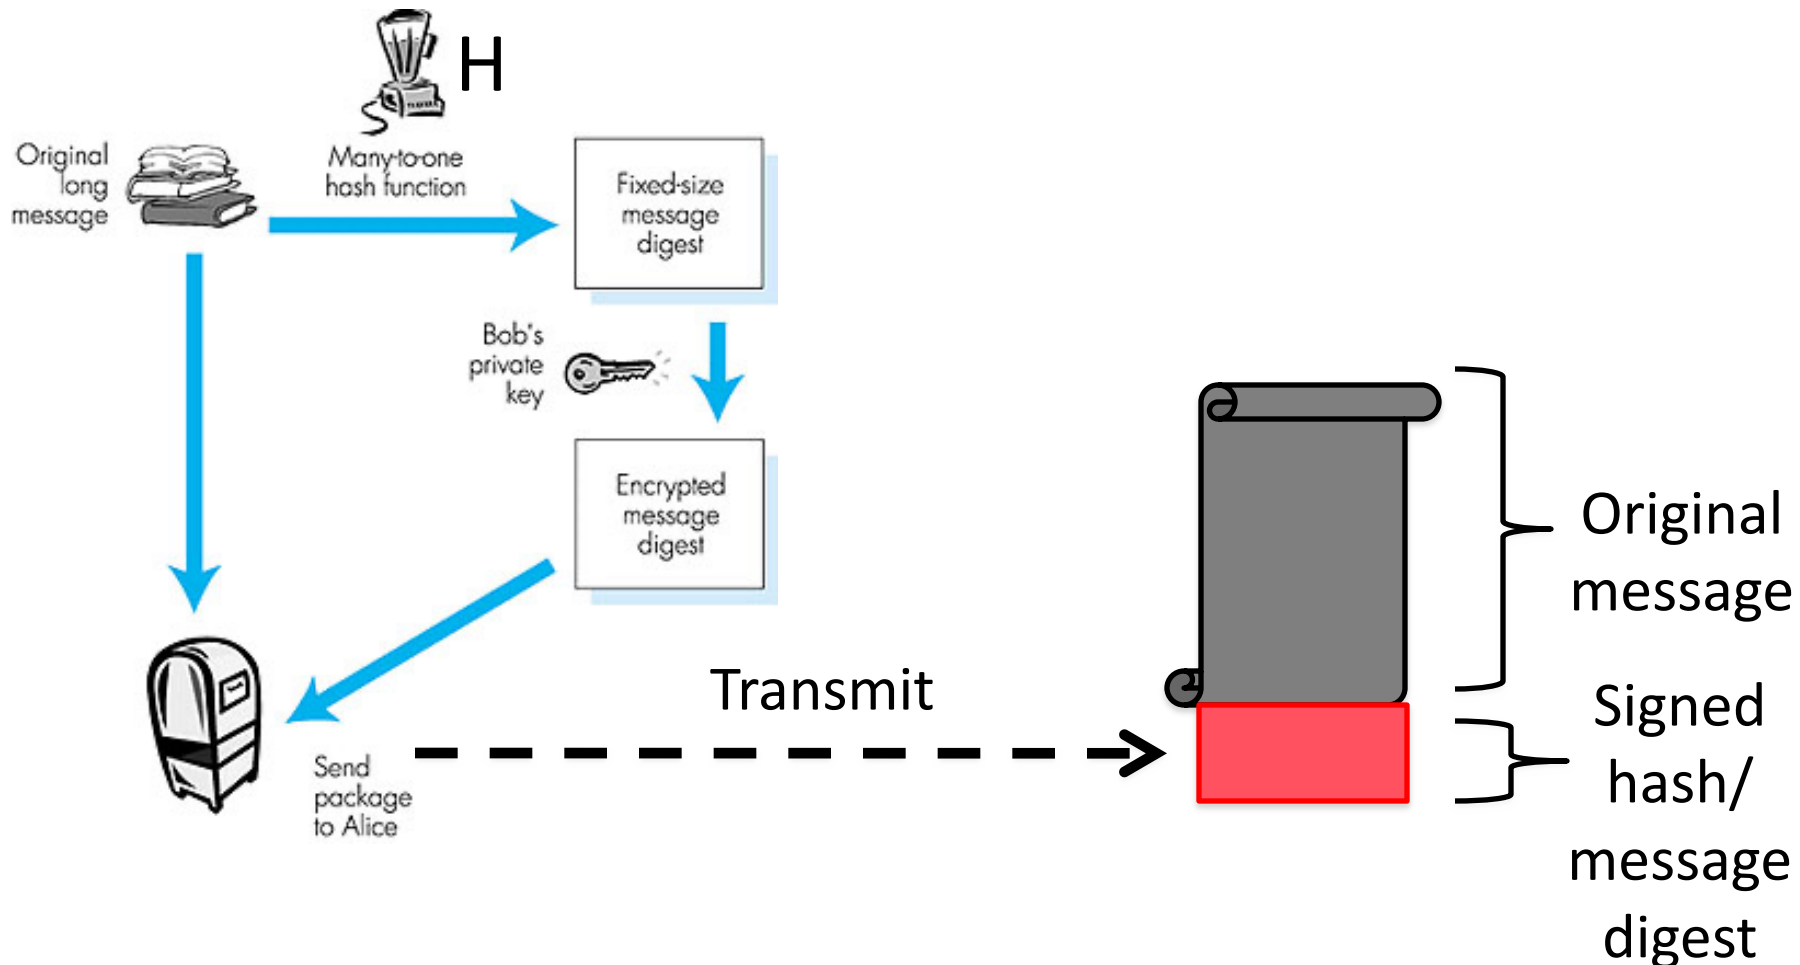 H
Original
long
message
Many-to-one
hash function
Fixed-size
message
digest
Bob's
private
key
Encrypted
message
digest
Send
package
to Alice
Transmit
Original
message
Signed
hash/
message
digest